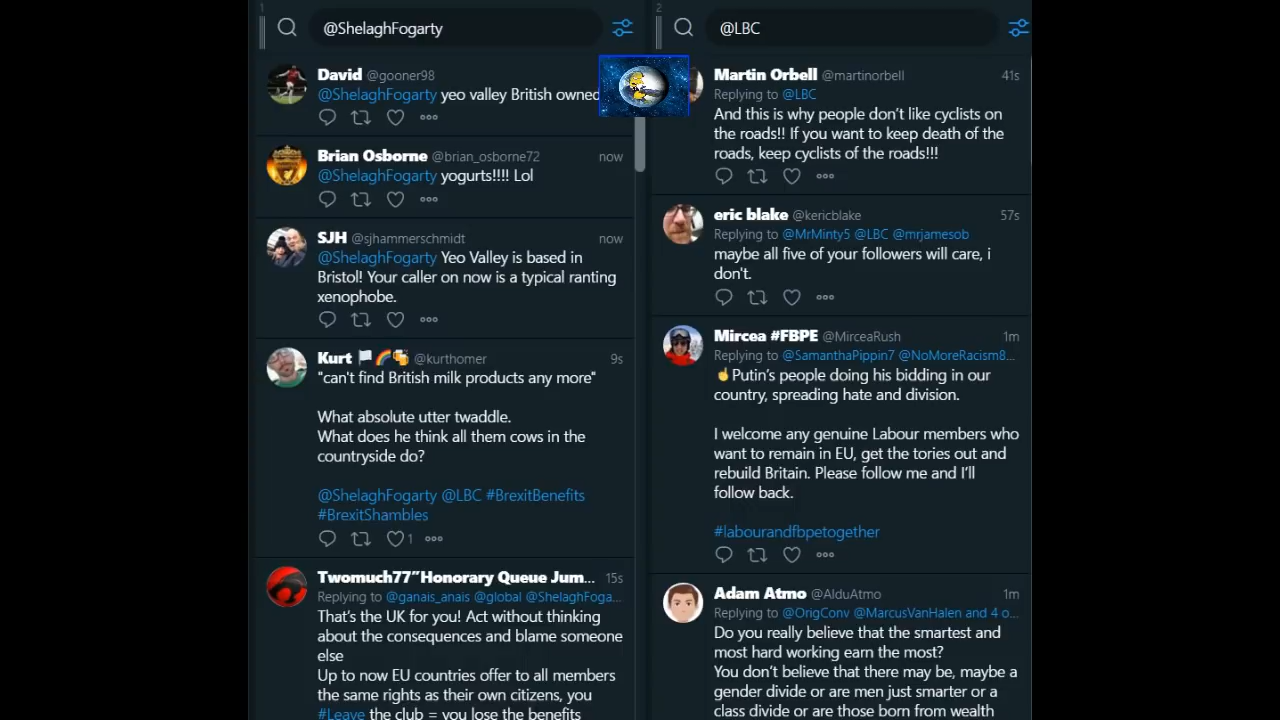 1
@ShelaghFogarty
David @gooner98
@ShelaghFogarty yeo valley British owned
Brian Osborne @brian_osborne72 now
@ShelaghFogarty yogurts!!!! Lol
SJH @sjhammerschmidt now
@ShelaghFogarty Yeo Valley is based in
Bristol! Your caller on now is a typical ranting
xenophobe.
Kurt @kurthomer 9s
"can't find British milk products any more"
What absolute utter twaddle.
What does he think all them cows in the
countryside do?
@ShelaghFogarty @LBC #BrexitBenefits
#BrexitShambles
1
Twomuch77"Honorary Queue Jum... 15s
Replying to @ganais_anais @global @ShelaghFoga...
That's the UK for you! Act without thinking
about the consequences and blame someone
else
Up to now EU countries offer to all members
the same rights as their own citizens, you
#Leave the club = you lose the benefits
2
@LBC
Martin Orbell @martinorbell 41s
Replying to @LBC
And this is why people don't like cyclists on
the roads!! If you want to keep death of the
roads, keep cyclists of the roads!!!
eric blake @kericblake 57s
Replying to @MrMinty5 @LBC @mrjamesob
maybe all five of your followers will care, i
don't.
Mircea #FBPE @MirceaRush 1m
Replying to @SamanthaPippin7 @NoMoreRacism8...
☝Putin's people doing his bidding in our
country, spreading hate and division.
I welcome any genuine Labour members who
want to remain in EU, get the tories out and
rebuild Britain. Please follow me and I'll
follow back.
#labourandfbpetogether
Adam Atmo @AlduAtmo 1m
Replying to @OrigConv @MarcusVanHalen and 4 o...
Do you really believe that the smartest and
most hard working earn the most?
You don't believe that there may be, maybe a
gender divide or are men just smarter or a
class divide or are those born from wealth